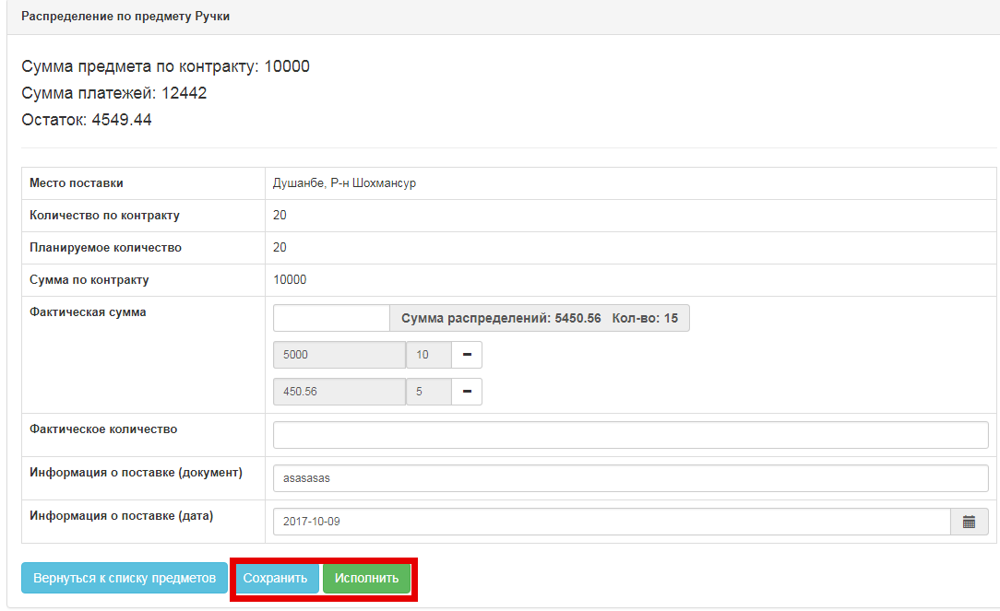 Распределение по предмету Ручки
Сумма предмета по контракту: 10000
Сумма платежей: 12442
Остаток: 4549.44
Место поставки Душанбе, Р-н Шохмансур
Количество по контракту 20
Планируемое количество 20
Сумма по контракту 10000
Фактическая сумма Сумма распределений: 5450.56 Кол-во: 15
5000 10 -
450.56 5 -
Фактическое количество
Информация о поставке (документ) asasasas
Информация о поставке (дата) 2017-10-09
Вернуться к списку предметов Сохранить Исполнить